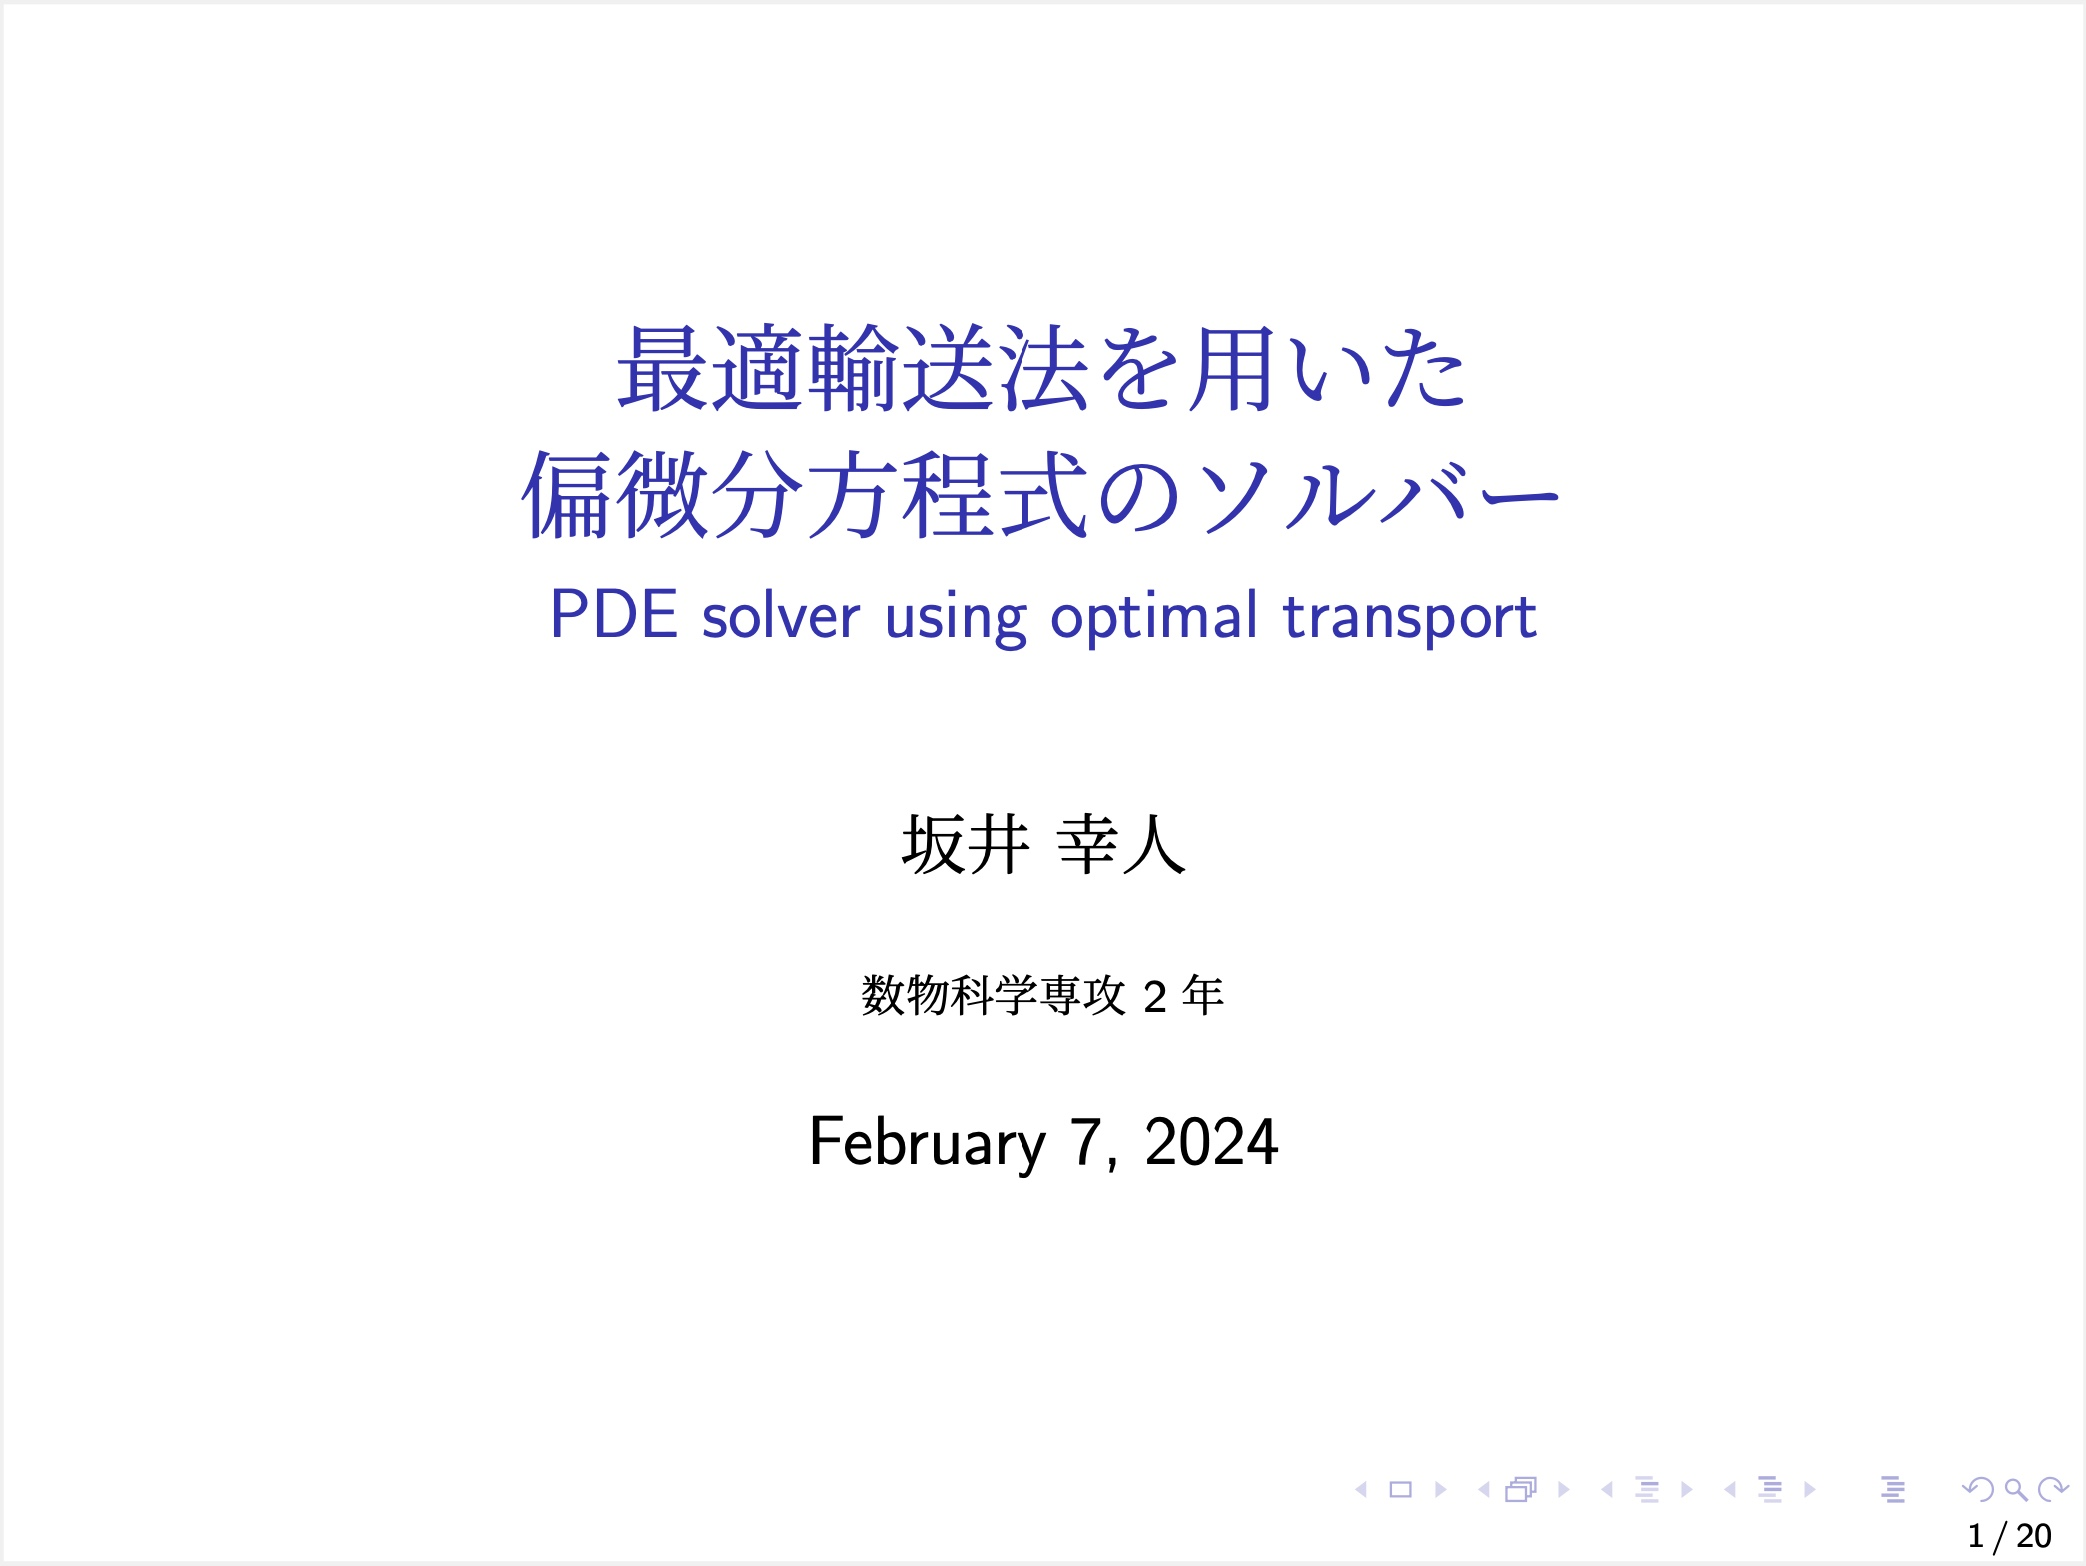 最適輸送法を用いた
偏微分方程式のソルバー
PDE solver using optimal transport
坂井 幸人
数物科学専攻 2 年
February 7, 2024
1 / 20